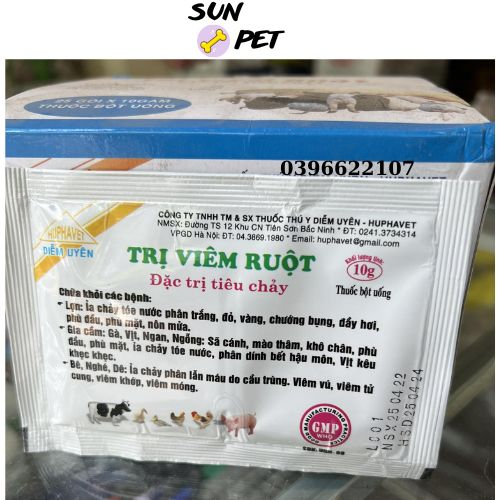 SUN
PET
25 GÓI X 10GAM
THUỐC BỘT UỐNG
0396622107
HUPHAVET
DIỄM UYÊN
CÔNG TY TNHH TM & SX THUỐC THÚ Y DIỄM UYÊN - HUPHAVET
NMSX: Đường TS 12 Khu CN Tiên Sơn Bắc Ninh * ĐT: 0241.3734314
VPGD Hà Nội: ĐT: 04.3869.1980 * Email: huphavet@gmail.com
TRỊ VIÊM RUỘT
Đặc trị tiêu chảy
Khối lượng tịnh:
10g
Thuốc bột uống
Chữa khỏi các bệnh:
Lợn: Ỉa chảy tóe nước phân trắng, đỏ, vàng, chướng bụng, đầy hơi,
phù đầu, phù mặt, nôn mửa.
Gia cầm: Gà, Vịt, Ngan, Ngỗng: Sã cánh, mào thâm, khô chân, phù
đầu, phù mặt, ỉa chảy tóe nước, phân dính bết hậu môn, Vịt kêu
khẹc khẹc.
Bê, Nghé, Dê: Ỉa chảy phân lẫn máu do cầu trùng. Viêm vú, viêm tử
cung, viêm khớp, viêm móng.
GOOD MANUFACTURING PRACTICE
GMP
WHO
LC01
NSX250422
HSD250424